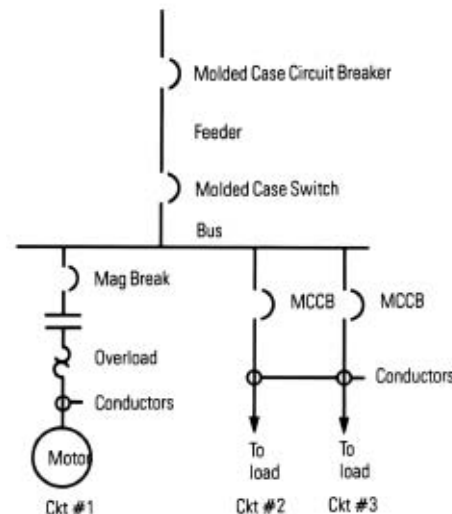 Molded Case Circuit Breaker
Feeder
Molded Case Switch
Bus
Mag Break
MCCB
MCCB
Overload
Conductors
Conductors
Motor
To
load
To
load
Ckt #1
Ckt #2
Ckt #3